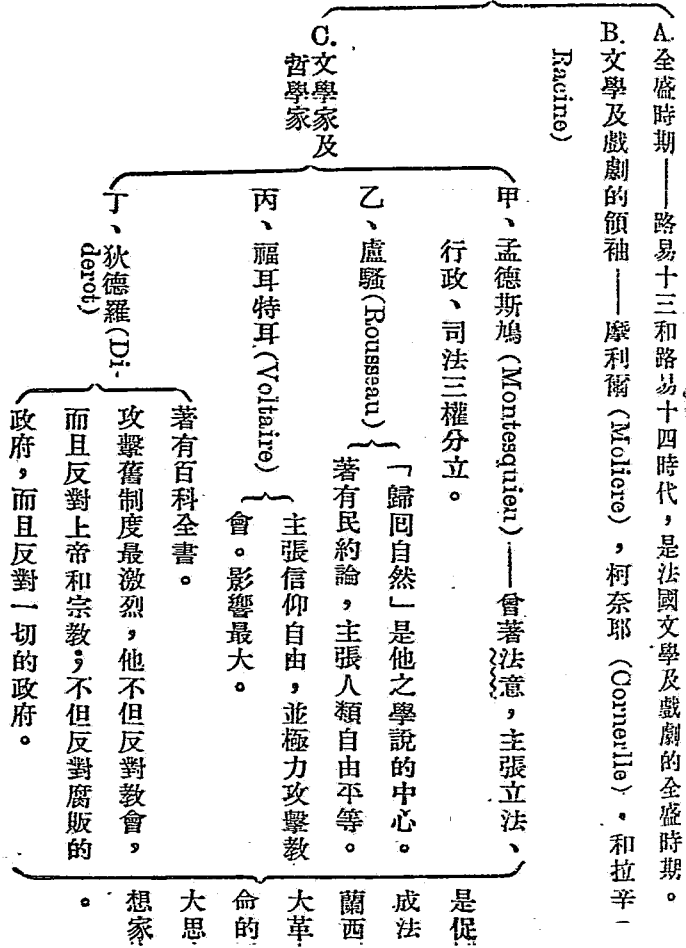 A.全盛時期——路易十三和路易十四時代，是法國文學及戲劇的全盛時期。
B.文學及戲劇的領袖——摩利爾(Moliere)，柯奈耶(Cornerlle)，和拉辛(
Racine)
C.文學家及
哲學家
甲、孟德斯鳩(Montesquieu)——曾著法意，主張立法、
行政、司法三權分立。
乙、盧騷(Rousseau)
「歸回自然」是他之學說的中心。
著有民約論，主張人類自由平等。
丙、福耳特耳(Voltaire)
主張信仰自由，並極力攻擊教
會。影響最大。
丁、狄德羅(Di-
derot)
著有百科全書。
攻擊舊制度最激烈，他不但反對教會，
而且反對上帝和宗教；不但反對腐販的
政府，而且反對一切的政府。
是促
成法
蘭西
大革
命的
大思
想家
。